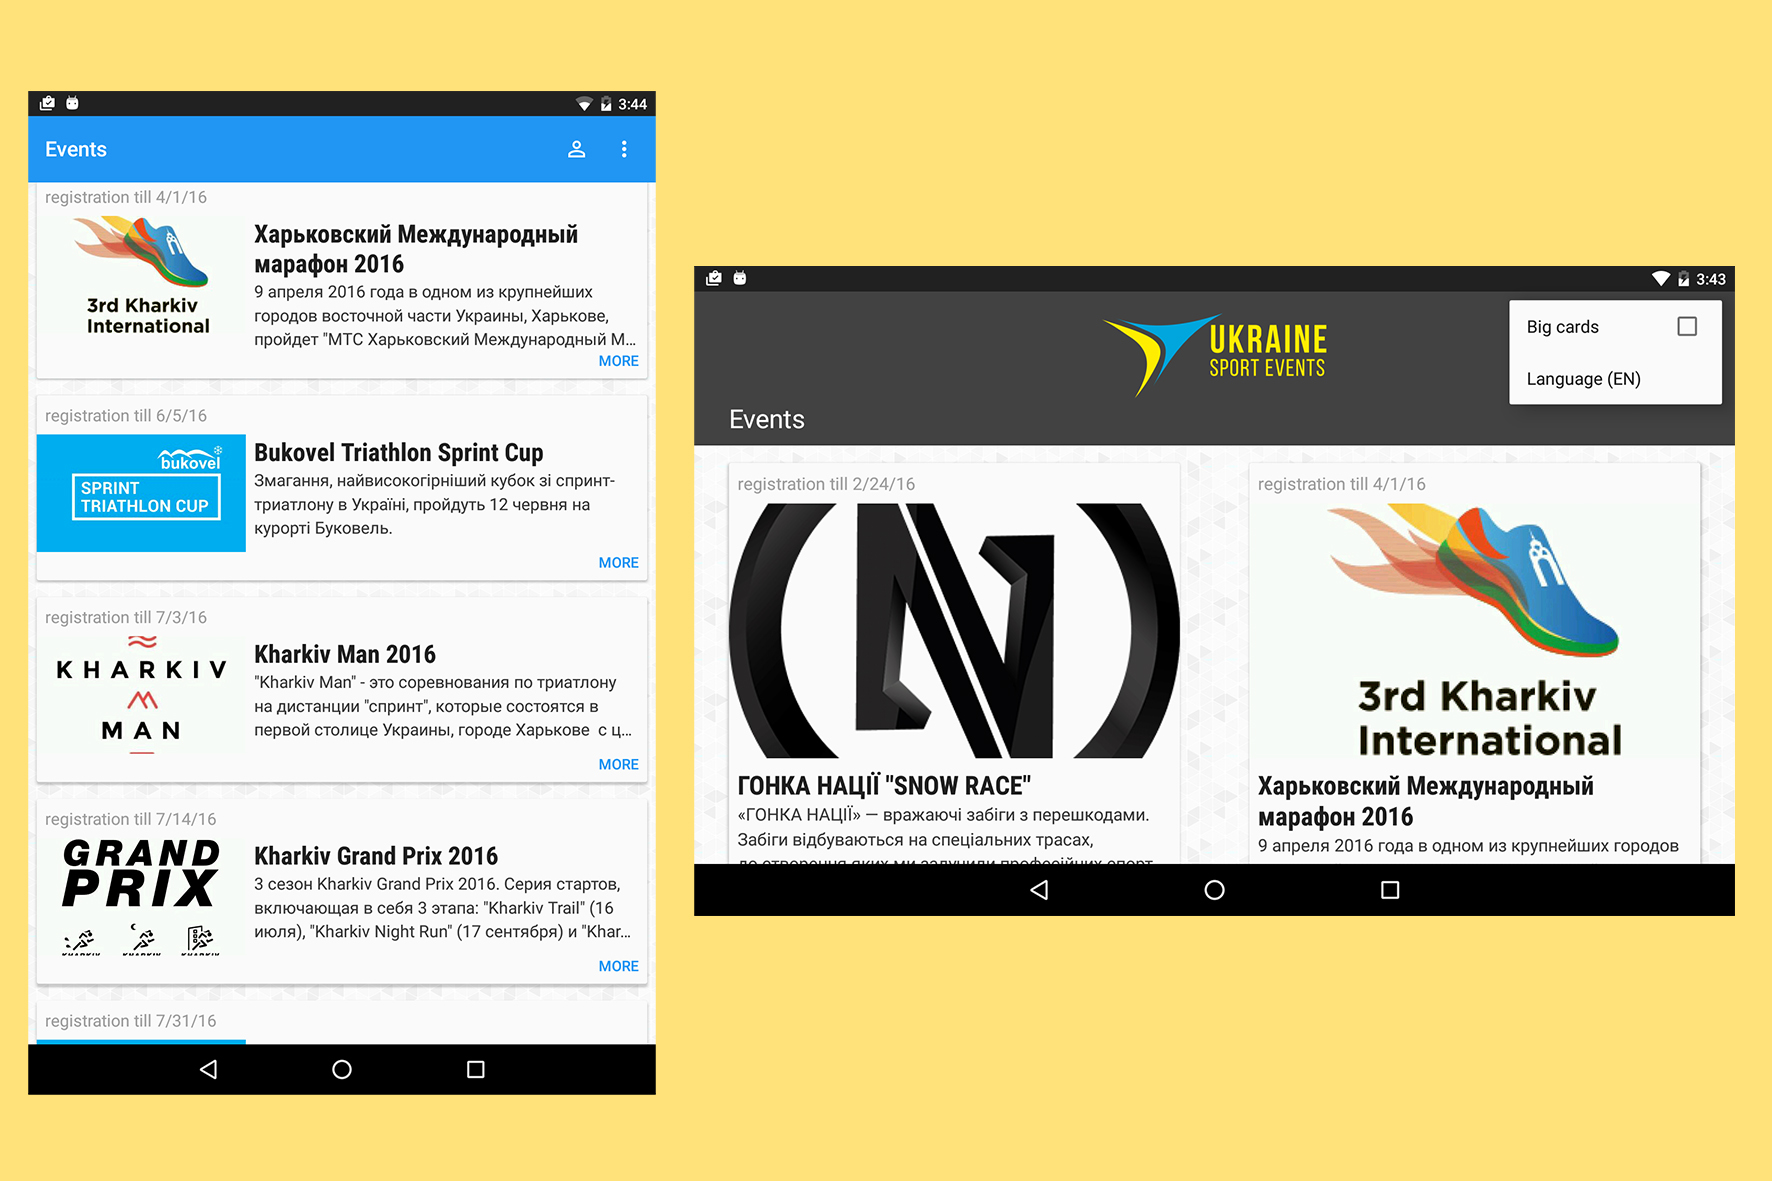 3:44
Events
registration till 4/1/16
3rd Kharkiv
International
Харьковский Международный
марафон 2016
9 апреля 2016 года в одном из крупнейших
городов восточной части Украины, Харькове,
пройдет "МТС Харьковский Международный М...
MORE
registration till 6/5/16
bukovel
SPRINT
TRIATHLON CUP
Bukovel Triathlon Sprint Cup
Змагання, найвисокогірніший кубок зі спринт-
триатлону в Україні, пройдуть 12 червня на
курорті Буковель.
MORE
registration till 7/3/16
KHARKIV
MAN
Kharkiv Man 2016
"Kharkiv Man" - это соревнования по триатлону
на дистанции "спринт", которые состоятся в
первой столице Украины, городе Харькове с ц...
MORE
registration till 7/14/16
GRAND
PRIX
Kharkiv Grand Prix 2016
3 сезон Kharkiv Grand Prix 2016. Серия стартов,
включающая в себя 3 этапа: "Kharkiv Trail" (16
июля), "Kharkiv Night Run" (17 сентября) и "Khar...
MORE
registration till 7/31/16
3:43
UKRAINE
SPORT EVENTS
Big cards
Language (EN)
Events
registration till 2/24/16
ГОНКА НАЦІЇ "SNOW RACE"
«ГОНКА НАЦІЇ» — вражаючі забіги з перешкодами.
Забіги відбуваються на спеціальних трасах,
до створення яких ми залучили професійних спорт
registration till 4/1/16
3rd Kharkiv
International
Харьковский Международный
марафон 2016
9 апреля 2016 года в одном из крупнейших городов